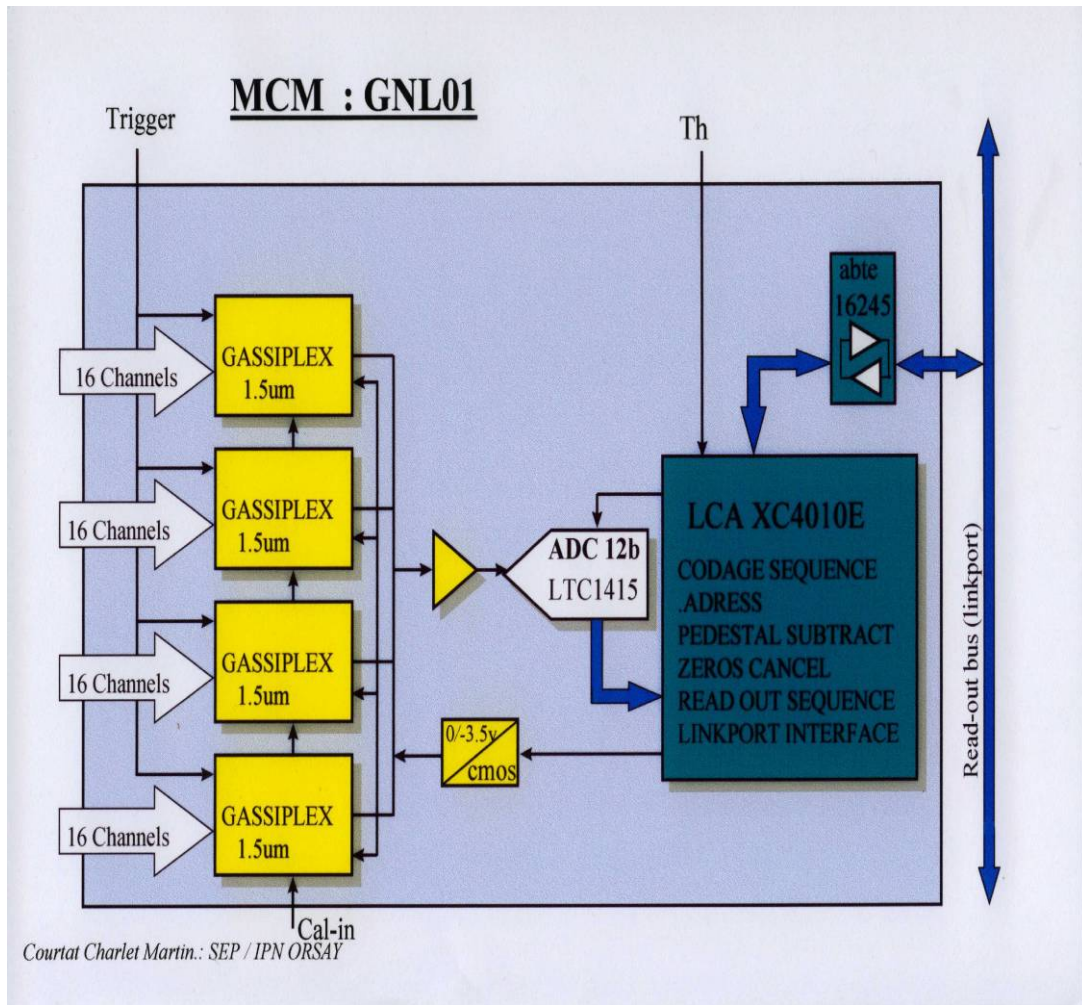 MCM : GNL01
Trigger
Th
abte
16245
GASSIPLEX
1.5um
16 Channels
GASSIPLEX
1.5um
16 Channels
LCA XC4010E
ADC 12b
LTC1415
CODAGE SEQUENCE
.ADRESS
PEDESTAL SUBTRACT
ZEROS CANCEL
READ OUT SEQUENCE
LINKPORT INTERFACE
GASSIPLEX
1.5um
16 Channels
0/-3.5v
cmos
GASSIPLEX
1.5um
16 Channels
Read-out bus (linkport)
Cal-in
Courtat Charlet Martin.: SEP / IPN ORSAY